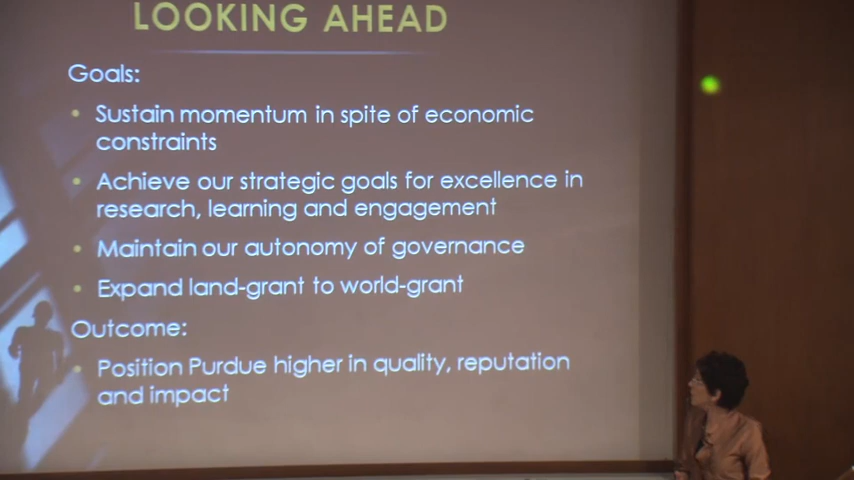 LOOKING AHEAD
Goals:
• Sustain momentum in spite of economic
constraints
• Achieve our strategic goals for excellence in
research, learning and engagement
• Maintain our autonomy of governance
• Expand land-grant to world-grant
Outcome:
• Position Purdue higher in quality, reputation
and impact